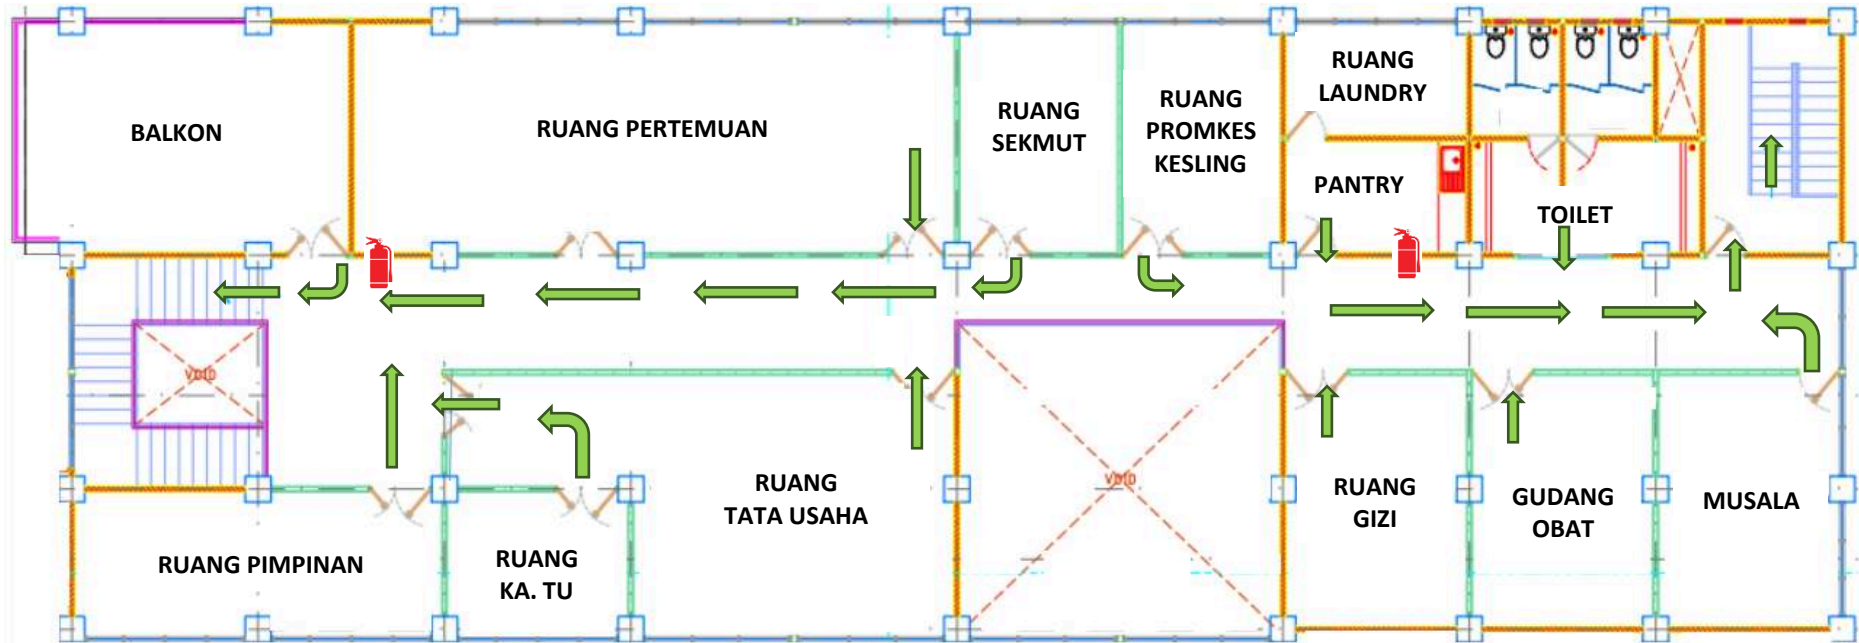 BALKON
RUANG PERTEMUAN
RUANG
SEKMUT
RUANG
PROMKES
KESLING
RUANG
LAUNDRY
PANTRY
TOILET
VOID
RUANG PIMPINAN
RUANG
KA. TU
RUANG
TATA USAHA
VOID
RUANG
GIZI
GUDANG
OBAT
MUSALA